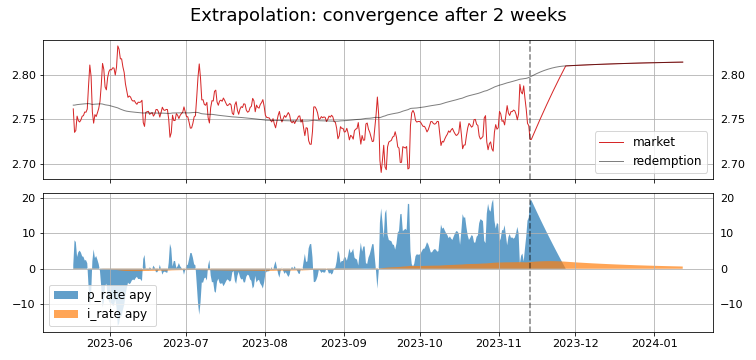 Extrapolation: convergence after 2 weeks
2.80 2.80
2.75 2.75
2.70 2.70
market
redemption
20 20
10 10
0 0
−10 −10
p_rate apy
i_rate apy
2023-06 2023-07 2023-08 2023-09 2023-10 2023-11 2023-12 2024-01